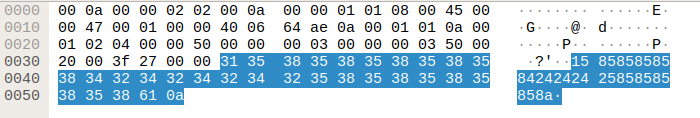 0000 00 0a 00 00 02 02 00 0a 00 00 01 01 08 00 45 00 ········ ······E·
0010 00 47 00 01 00 00 40 06 64 ae 0a 00 01 01 0a 00 ·G····@· d·······
0020 01 02 04 00 00 50 00 00 00 03 00 00 00 03 50 00 ·····P·· ······P·
0030 20 00 3f 27 00 00 31 35 38 35 38 35 38 35 38 35 ·?'··15 85858585
0040 38 34 32 34 32 34 32 34 32 35 38 35 38 35 38 35 84242424 25858585
0050 38 35 38 61 0a 858a·